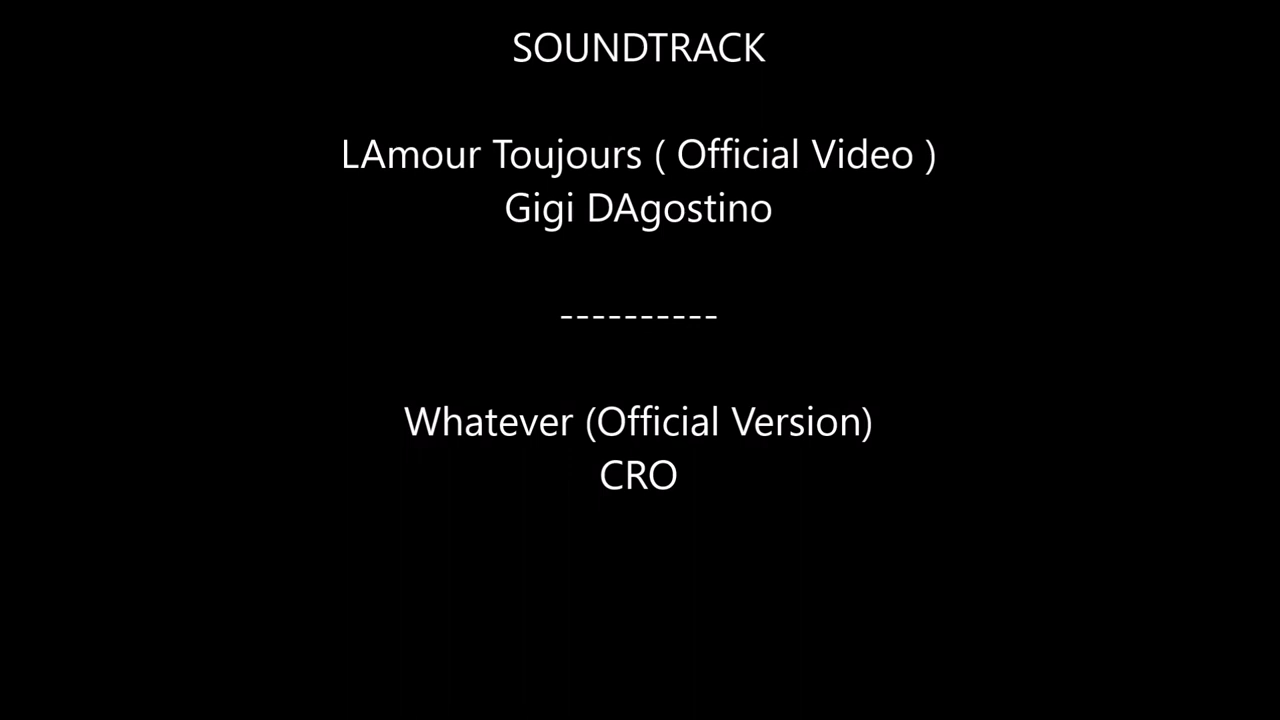 SOUNDTRACK
LAmour Toujours ( Official Video )
Gigi DAgostino
----------
Whatever (Official Version)
CRO